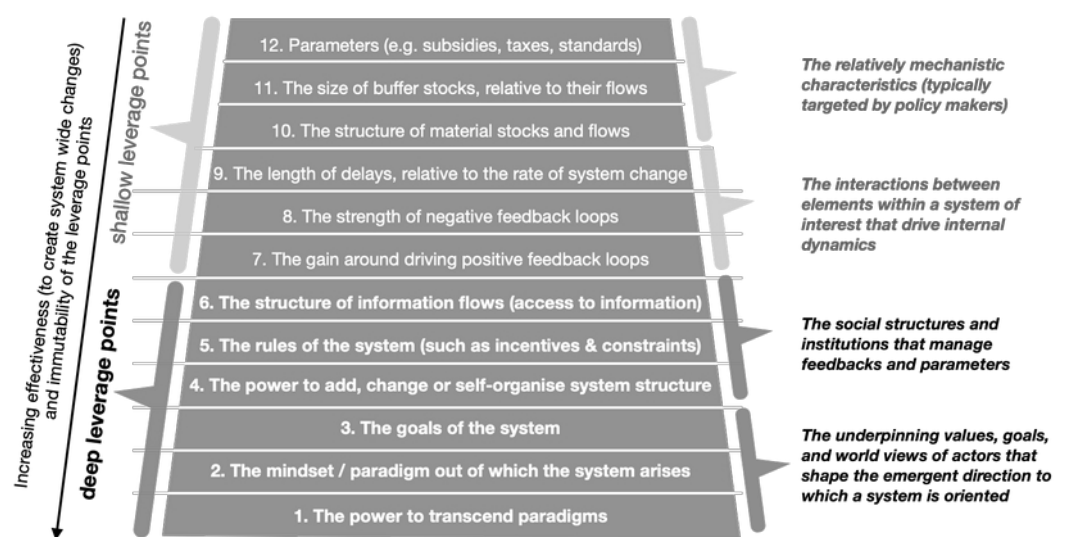 Increasing effectiveness (to create system wide changes)
and immutability of the leverage points
shallow leverage points
deep leverage points
12. Parameters (e.g. subsidies, taxes, standards)
11. The size of buffer stocks, relative to their flows
10. The structure of material stocks and flows
9. The length of delays, relative to the rate of system change
8. The strength of negative feedback loops
7. The gain around driving positive feedback loops
6. The structure of information flows (access to information)
5. The rules of the system (such as incentives & constraints)
4. The power to add, change or self-organise system structure
3. The goals of the system
2. The mindset / paradigm out of which the system arises
1. The power to transcend paradigms
The relatively mechanistic
characteristics (typically
targeted by policy makers)
The interactions between
elements within a system of
interest that drive internal
dynamics
The social structures and
institutions that manage
feedbacks and parameters
The underpinning values, goals,
and world views of actors that
shape the emergent direction to
which a system is oriented